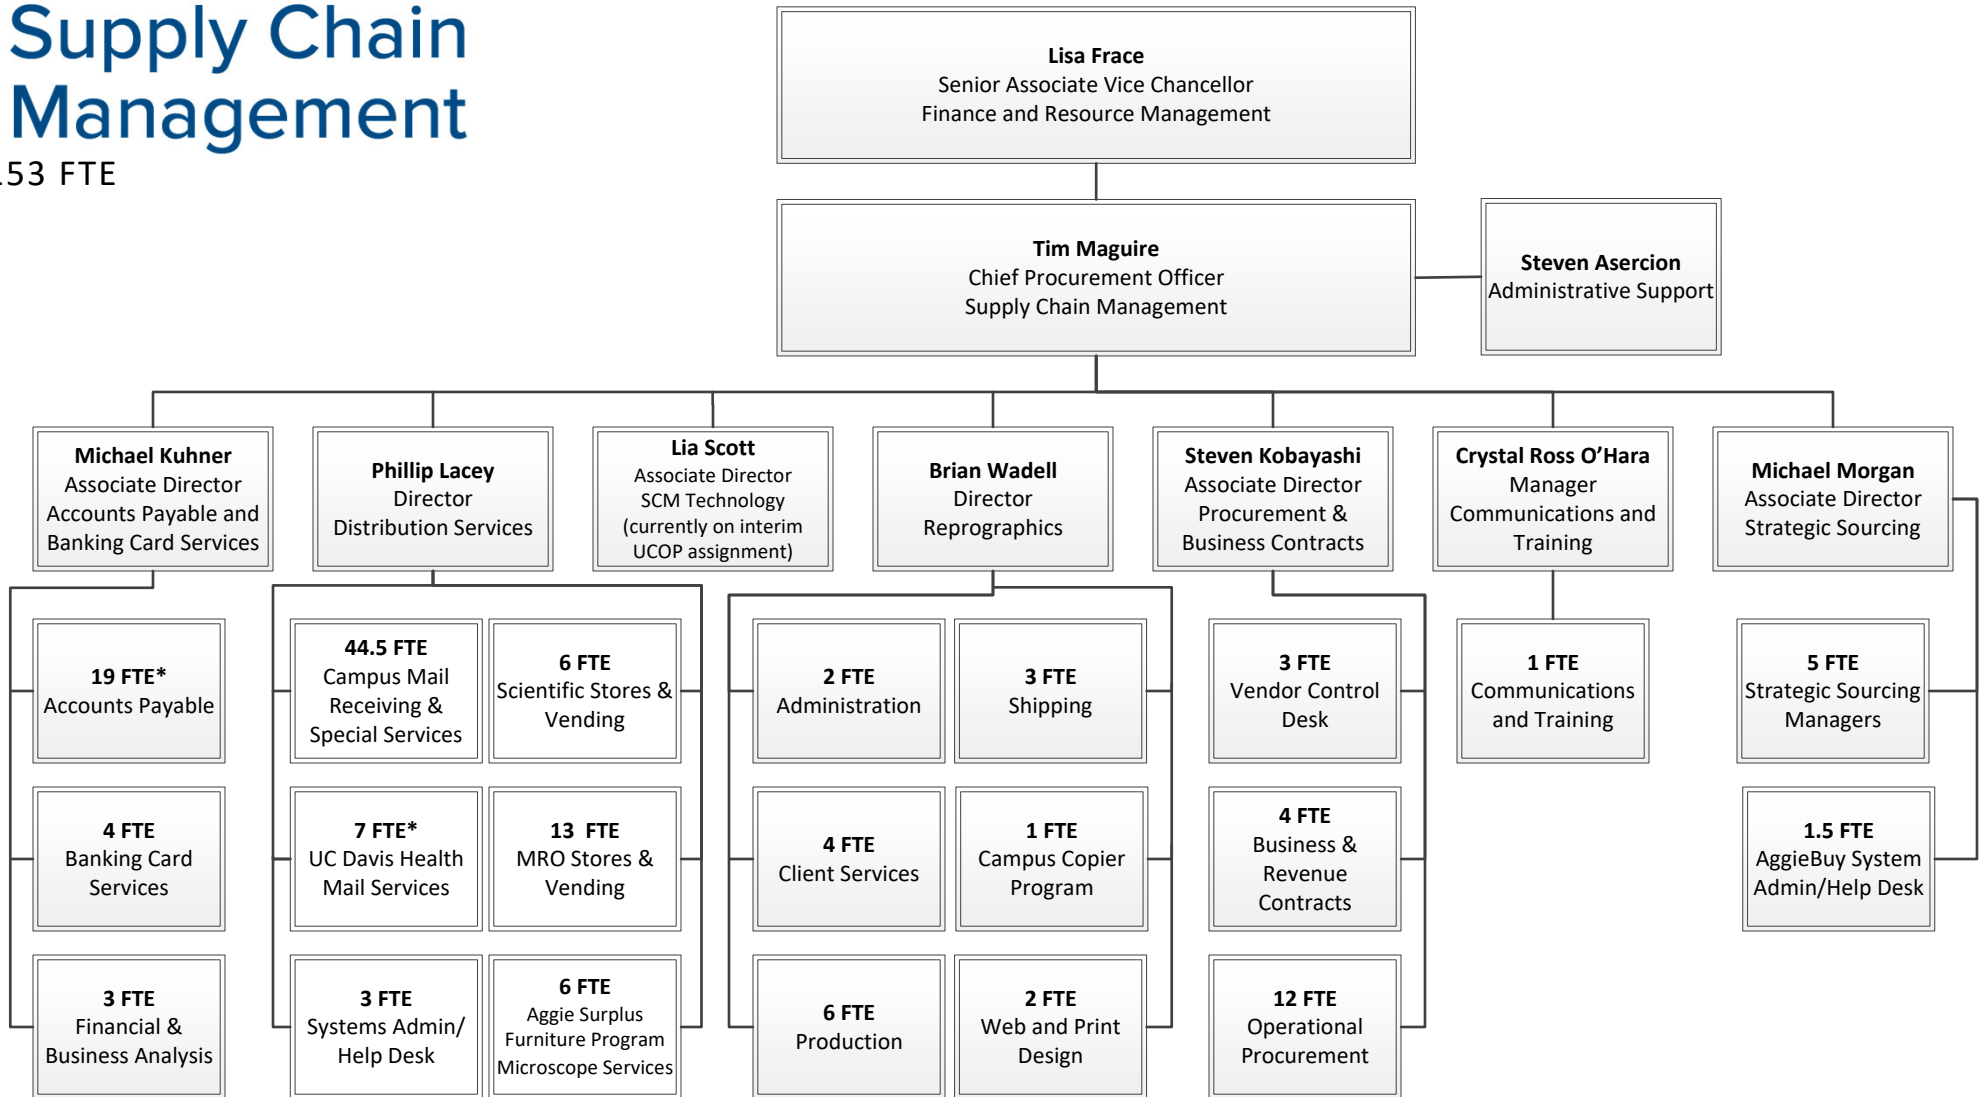 Supply Chain
Management
153 FTE
Lisa Frace
Senior Associate Vice Chancellor
Finance and Resource Management
Tim Maguire
Chief Procurement Officer
Supply Chain Management
Steven Asercion
Administrative Support
Michael Kuhner
Associate Director
Accounts Payable and
Banking Card Services
Phillip Lacey
Director
Distribution Services
Lia Scott
Associate Director
SCM Technology
(currently on interim
UCOP assignment)
Brian Wadell
Director
Reprographics
Steven Kobayashi
Associate Director
Procurement &
Business Contracts
Crystal Ross O’Hara
Manager
Communications and
Training
Michael Morgan
Associate Director
Strategic Sourcing
19 FTE*
Accounts Payable
44.5 FTE
Campus Mail
Receiving &
Special Services
6 FTE
Scientific Stores &
Vending
2 FTE
Administration
3 FTE
Shipping
3 FTE
Vendor Control
Desk
1 FTE
Communications
and Training
5 FTE
Strategic Sourcing
Managers
4 FTE
Banking Card
Services
7 FTE*
UC Davis Health
Mail Services
13 FTE
MRO Stores &
Vending
4 FTE
Client Services
1 FTE
Campus Copier
Program
4 FTE
Business &
Revenue
Contracts
1.5 FTE
AggieBuy System
Admin/Help Desk
3 FTE
Financial &
Business Analysis
3 FTE
Systems Admin/
Help Desk
6 FTE
Aggie Surplus
Furniture Program
Microscope Services
6 FTE
Production
2 FTE
Web and Print
Design
12 FTE
Operational
Procurement